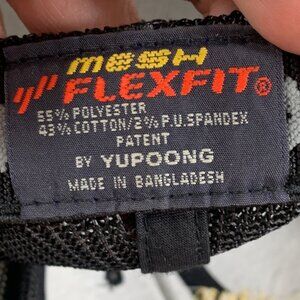 mesh
FLEXFIT®
55% POLYESTER
43% COTTON/2% P.U.SPANDEX
PATENT
BY YUPOONG
MADE IN BANGLADESH